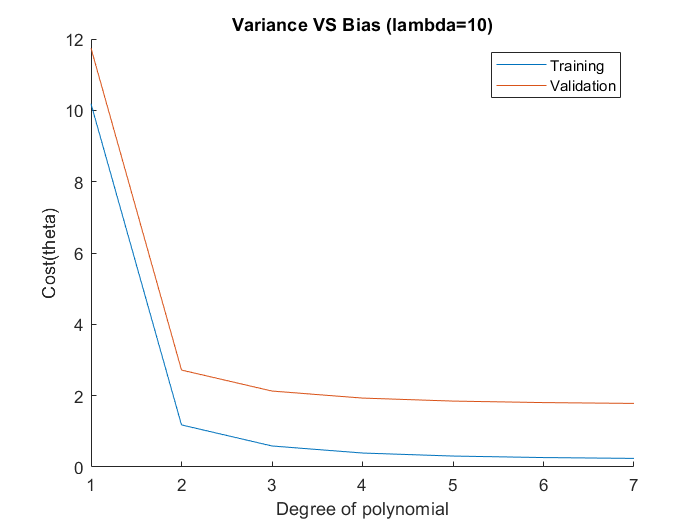 Variance VS Bias (lambda=10)
Training
Validation
12
10
8
6
4
2
0
Cost(theta)
1 2 3 4 5 6 7
Degree of polynomial